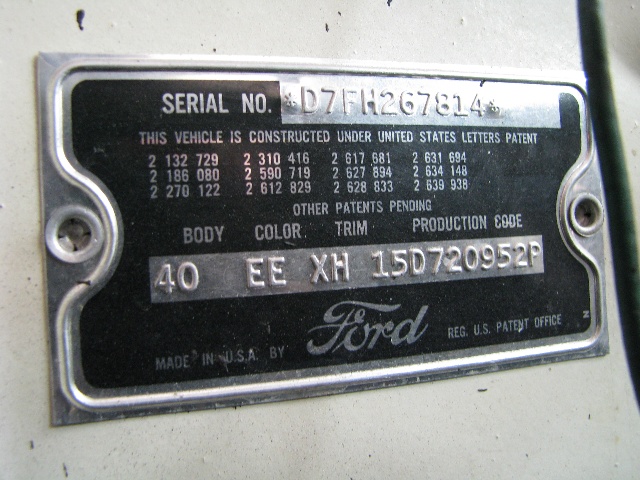 SERIAL NO. *D7FH267814*
THIS VEHICLE IS CONSTRUCTED UNDER UNITED STATES LETTERS PATENT
2 132 729 2 310 416 2 617 681 2 631 694
2 186 080 2 590 719 2 627 894 2 634 148
2 270 122 2 612 829 2 628 833 2 639 938
OTHER PATENTS PENDING
BODY COLOR TRIM PRODUCTION CODE
40 EE XH 15D720952P
MADE IN U.S.A. BY Ford REG. U.S. PATENT OFFICE
N